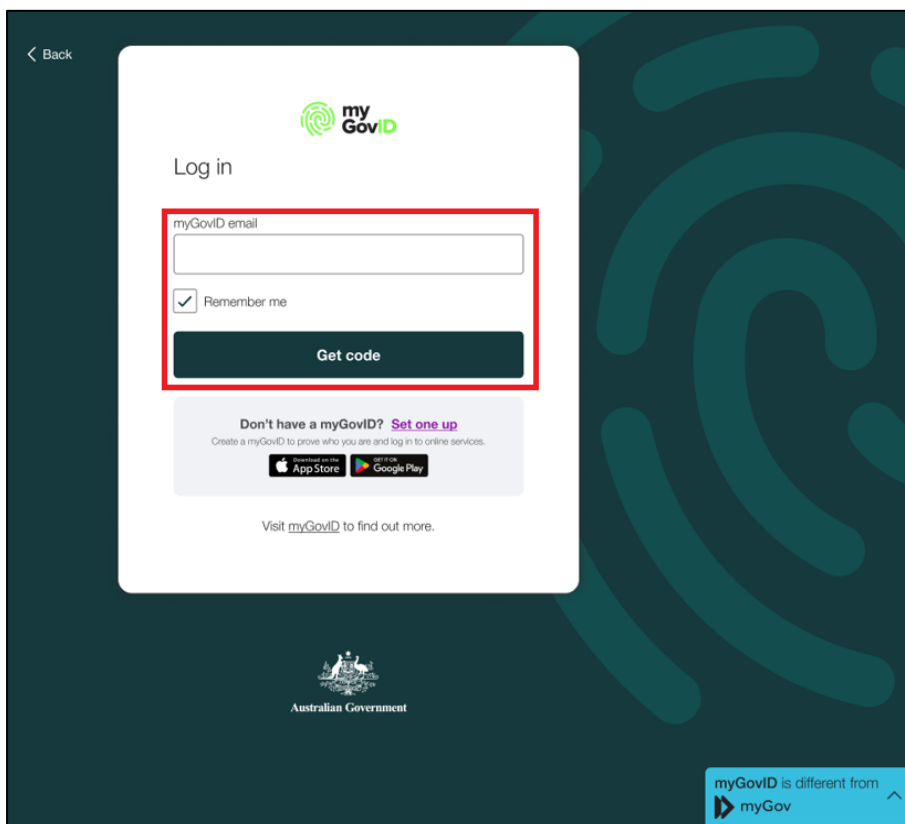 Back
my
GovID
Log in
myGovID email
Remember me
Get code
Don't have a myGovID? Set one up
Create a myGovID to prove who you are and log in to online services.
Download on the
App Store
GET IT ON
Google Play
Visit myGovID to find out more.
Australian Government
myGovID is different from
myGov